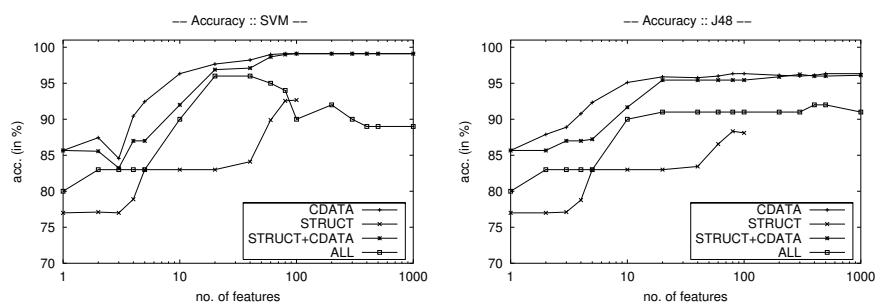 -- Accuracy :: SVM --
100
95
90
85
80
75
70
acc. (in %)
1 10 100 1000
no. of features
CDATA
STRUCT
STRUCT+CDATA
ALL
-- Accuracy :: J48 --
100
95
90
85
80
75
70
acc. (in %)
1 10 100 1000
no. of features
CDATA
STRUCT
STRUCT+CDATA
ALL